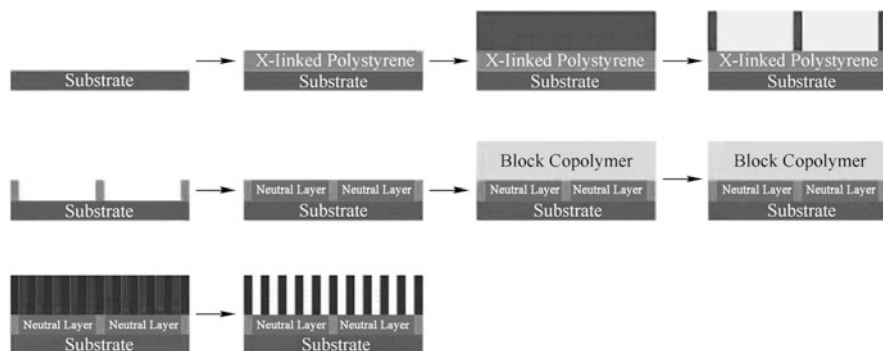 Substrate
X-linked Polystyrene
Substrate
X-linked Polystyrene
Substrate
X-linked Polystyrene
Substrate
Substrate
Neutral Layer Neutral Layer
Substrate
Block Copolymer
Neutral Layer Neutral Layer
Substrate
Block Copolymer
Neutral Layer Neutral Layer
Substrate
Neutral Layer Neutral Layer
Substrate
Neutral Layer Neutral Layer
Substrate